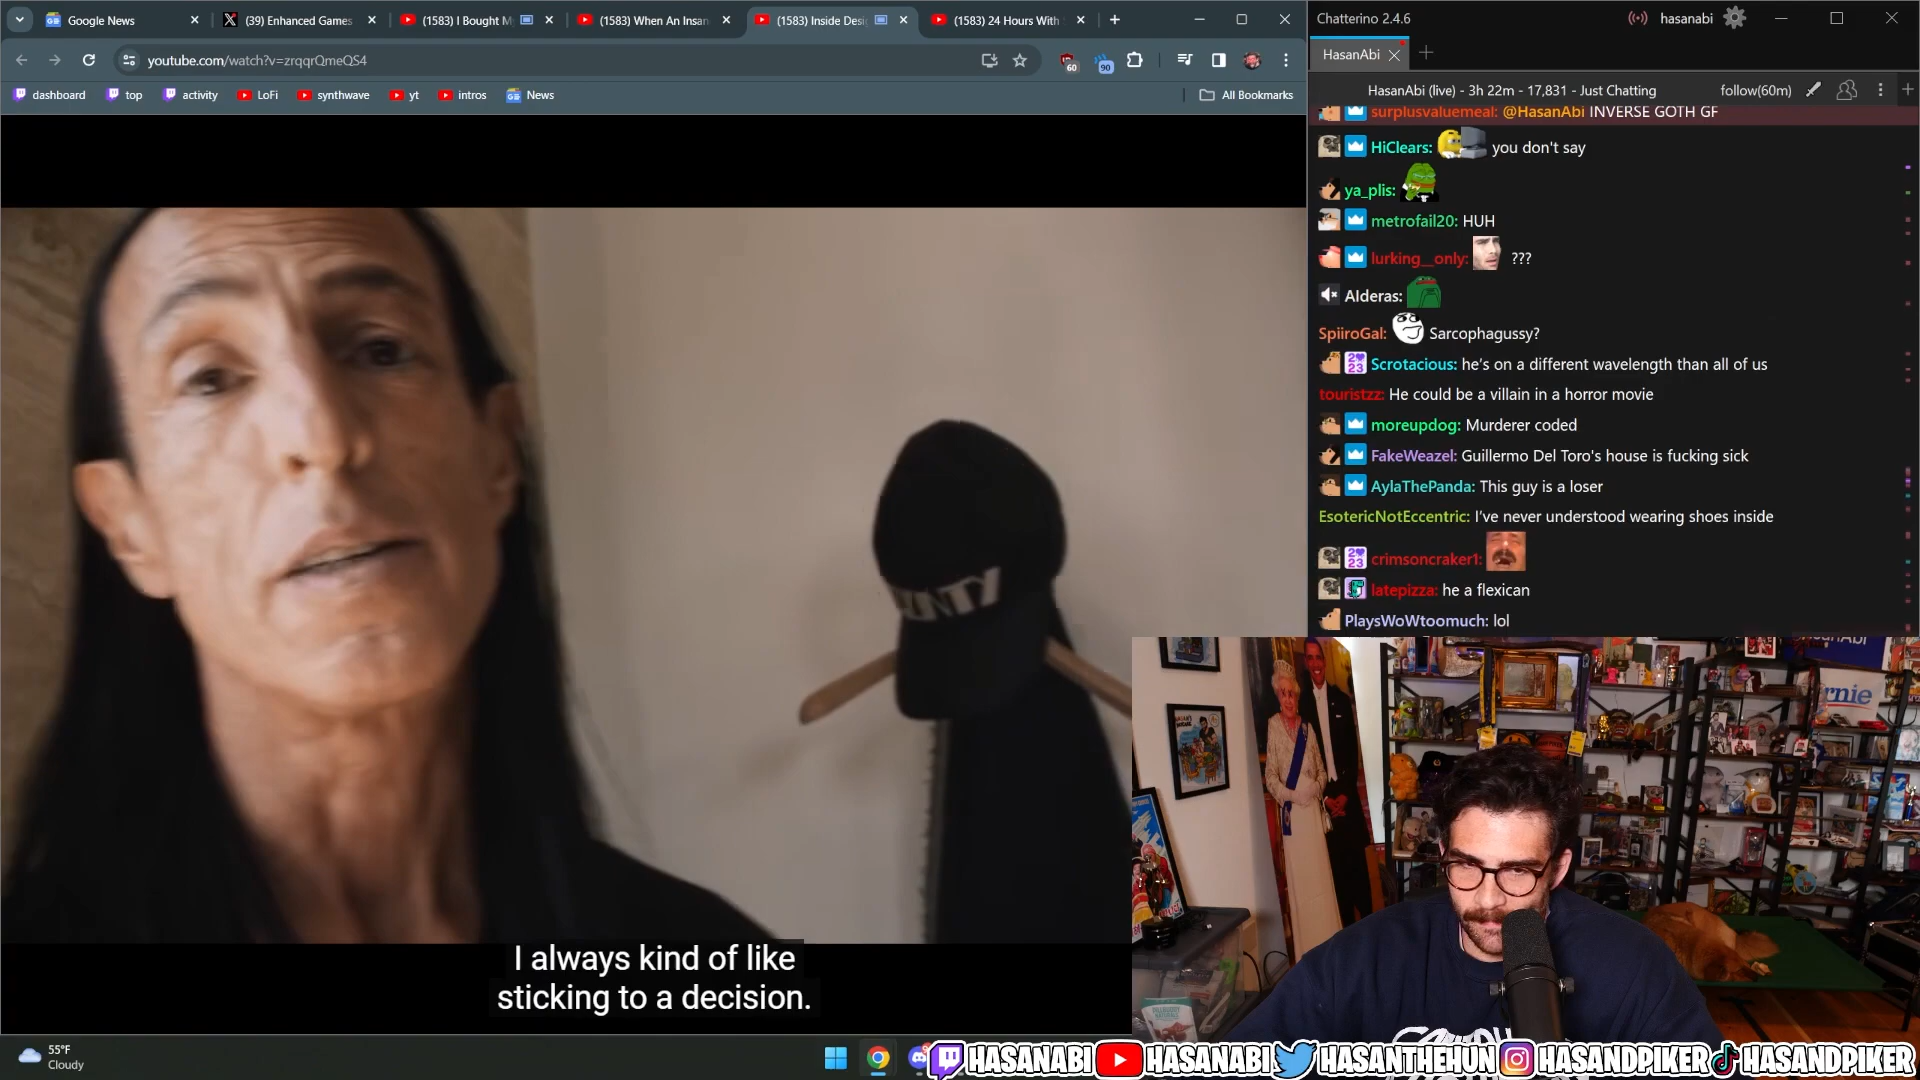 Google News
(39) Enhanced Games
(1583) I Bought M
(1583) When An Insan
(1583) Inside Desi
(1583) 24 Hours With
youtube.com/watch?v=zrqqrQmeQS4
60
90
dashboard
top
activity
LoFi
synthwave
yt
intros
News
All Bookmarks
I always kind of like
sticking to a decision.
55°F
Cloudy
Chatterino 2.4.6
hasanabi
HasanAbi
HasanAbi (live) - 3h 22m - 17,831 - Just Chatting
follow(60m)
surplusvaluemeal: @HasanAbi INVERSE GOTH GF
HiClears: you don't say
ya_plis:
metrofail20: HUH
lurking__only: ???
Alderas:
SpiiroGal: Sarcophagussy?
Scrotacious: he's on a different wavelength than all of us
touristzz: He could be a villain in a horror movie
moreupdog: Murderer coded
FakeWeazel: Guillermo Del Toro's house is fucking sick
AylaThePanda: This guy is a loser
EsotericNotEccentric: I've never understood wearing shoes inside
crimsoncraker1:
latepizza: he a flexican
PlaysWoWtoomuch: lol
HasanAbi
rnie
HASANABI
HASANABI
HASANTHEHUN
HASANDPIKER
HASANDPIKER